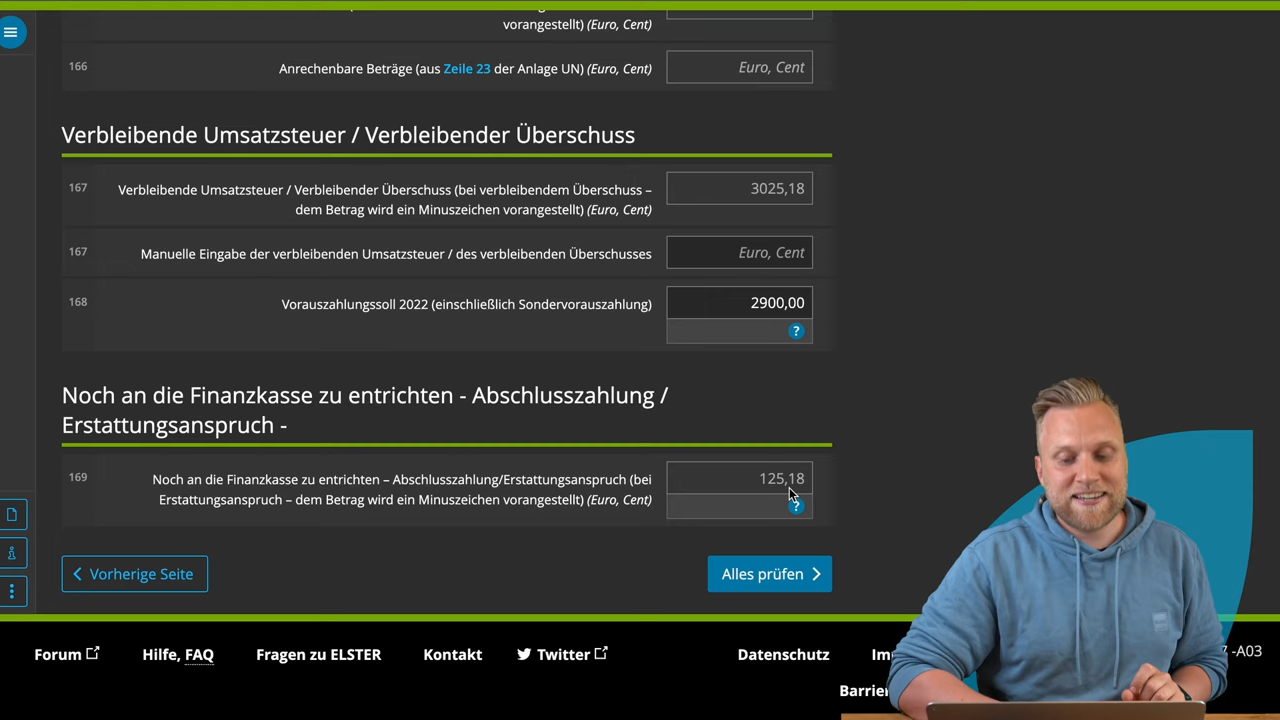 vorangestellt) (Euro, Cent)
166
Anrechenbare Beträge (aus Zeile 23 der Anlage UN) (Euro, Cent)
Euro, Cent
Verbleibende Umsatzsteuer / Verbleibender Überschuss
167
Verbleibende Umsatzsteuer / Verbleibender Überschuss (bei verbleibendem Überschuss –
dem Betrag wird ein Minuszeichen vorangestellt) (Euro, Cent)
3025,18
167
Manuelle Eingabe der verbleibenden Umsatzsteuer / des verbleibenden Überschusses
Euro, Cent
168
Vorauszahlungssoll 2022 (einschließlich Sondervorauszahlung)
2900,00
?
Noch an die Finanzkasse zu entrichten - Abschlusszahlung /
Erstattungsanspruch -
169
Noch an die Finanzkasse zu entrichten – Abschlusszahlung/Erstattungsanspruch (bei
Erstattungsanspruch – dem Betrag wird ein Minuszeichen vorangestellt) (Euro, Cent)
125,18
?
Vorherige Seite
Alles prüfen
Forum
Hilfe, FAQ
Fragen zu ELSTER
Kontakt
Twitter
Datenschutz
-A03